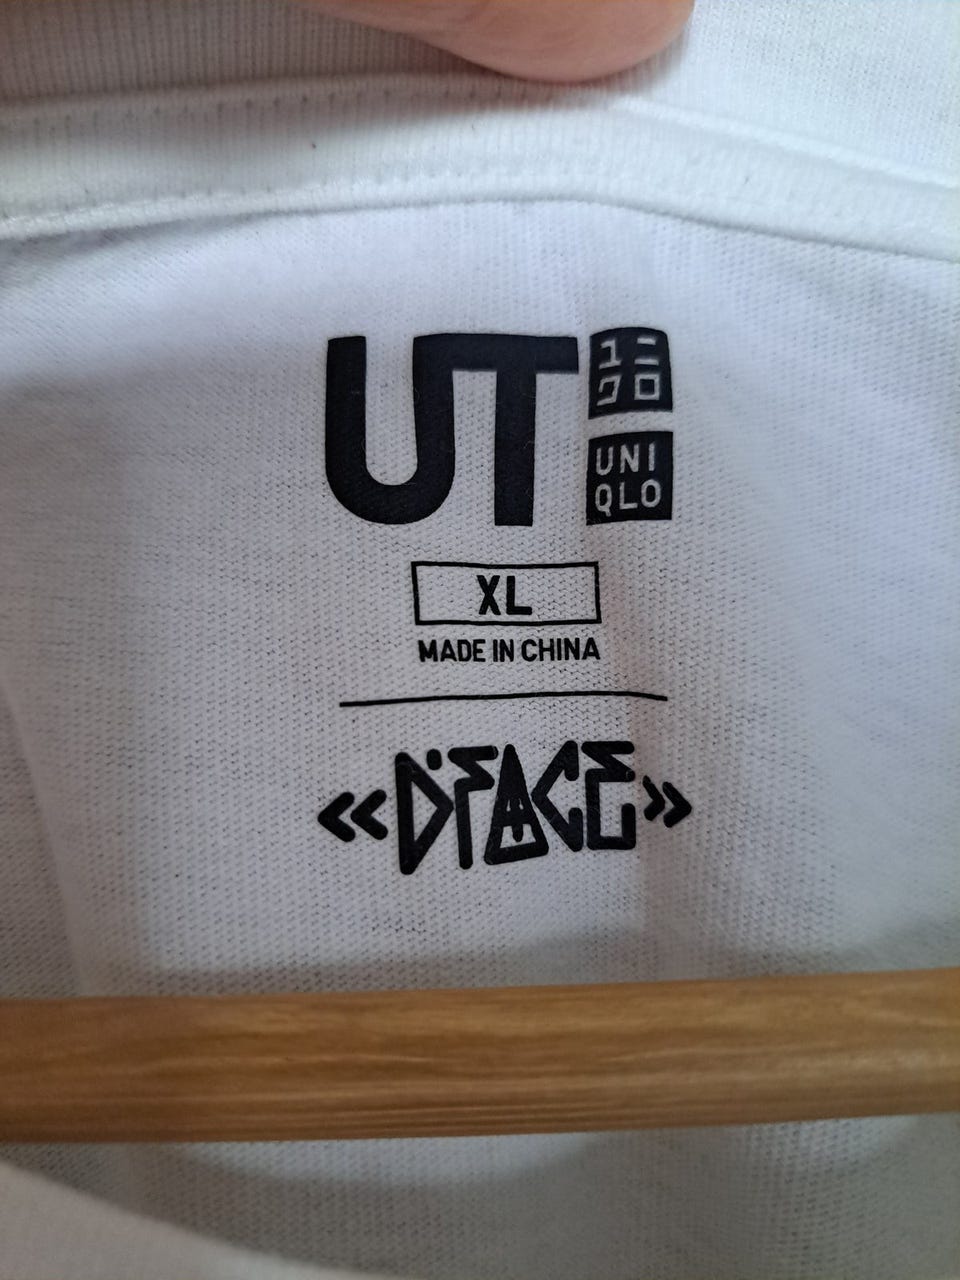 UT
ユニ
クロ
UNI
QLO
XL
MADE IN CHINA
«D*FACE»